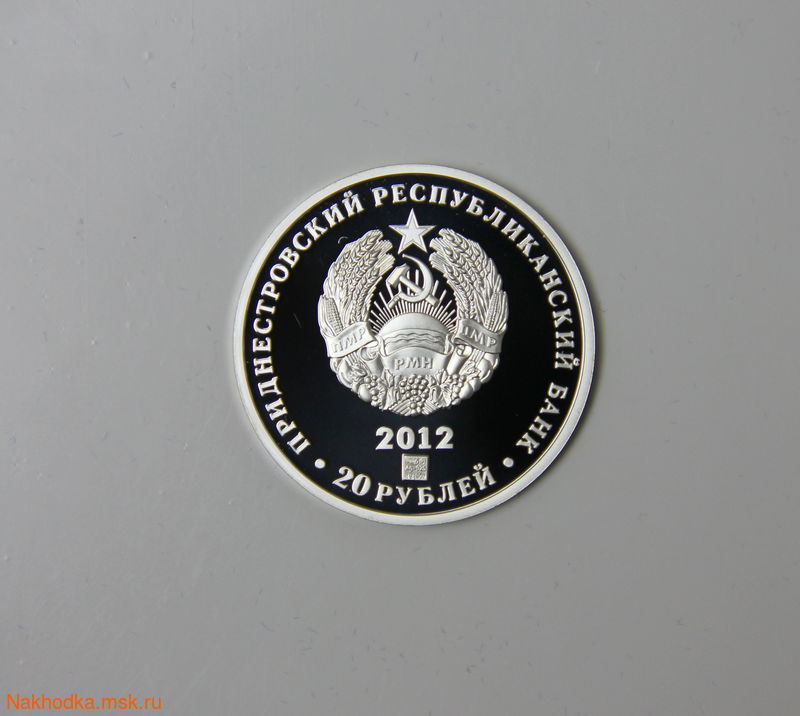 ПРИДНЕСТРОВСКИЙ РЕСПУБЛИКАНСКИЙ БАНК
ПМР
ПМР
РМН
2012
• 20 РУБЛЕЙ •
Nakhodka.msk.ru